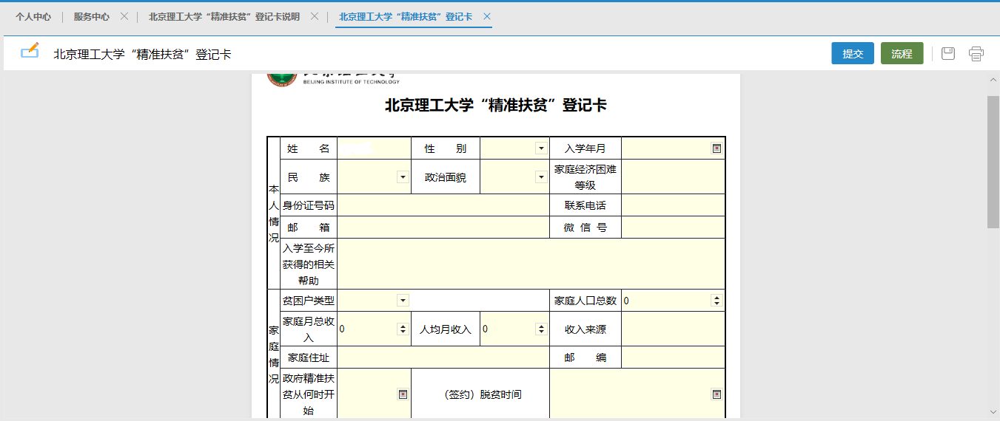 个人中心 服务中心 北京理工大学“精准扶贫”登记卡说明 北京理工大学“精准扶贫”登记卡
北京理工大学“精准扶贫”登记卡 提交 流程
BEIJING INSTITUTE OF TECHNOLOGY
北京理工大学“精准扶贫”登记卡
本人情况
姓 名 性 别 入学年月
民 族 政治面貌 家庭经济困难
等级
身份证号码 联系电话
邮 箱 微 信 号
入学至今所
获得的相关
帮助
家庭情况
贫困户类型 家庭人口总数 0
家庭月总收
入 0 人均月收入 0 收入来源
家庭住址 邮 编
政府精准扶
贫从何时开
始 （签约）脱贫时间